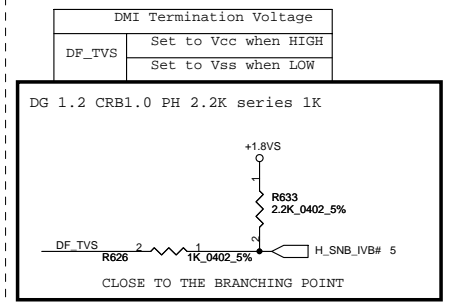 DMI Termination Voltage
DF_TVS
Set to Vcc when HIGH
Set to Vss when LOW
DG 1.2 CRB1.0 PH 2.2K series 1K
+1.8VS
1
R633
2.2K_0402_5%
2
DF_TVS
R626
2
1
1K_0402_5%
H_SNB_IVB# 5
CLOSE TO THE BRANCHING POINT